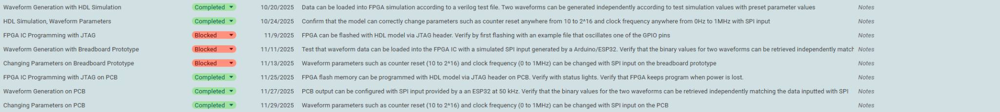 Waveform Generation with HDL Simulation Completed 10/20/2025 Data can be loaded into FPGA simulation according to a verilog test file. Two waveforms can be generated independently according to test simulation values with preset parameter values Notes
HDL Simulation, Waveform Parameters Completed 10/24/2025 Confirm that the model can correctly change parameters such as counter reset anywhere from 10 to 2^16 and clock frequency anywhere from 0Hz to 1MHz with SPI input Notes
FPGA IC Programming with JTAG Blocked 11/9/2025 FPGA can be flashed with HDL model via JTAG header. Verify by first flashing with an example file that oscillates one of the GPIO pins Notes
Waveform Generation with Breadboard Prototype Blocked 11/11/2025 Test that waveform data can be loaded into the FPGA IC with a simulated SPI input generated by a Arduino/ESP32. Verify that the binary values for two waveforms can be retrieved independently match Notes
Changing Parameters on Breadboard Prototype Blocked 11/13/2025 Waveform parameters such as counter reset (10 to 2^16) and clock frequency (0 to 1MHz) can be changed with SPI input on the breadboard prototype Notes
FPGA IC Programming with JTAG on PCB Completed 11/25/2025 FPGA flash memory can be programmed with HDL model via JTAG header on PCB. Verify with status lights. Verify that FPGA keeps program when power is lost. Notes
Waveform Generation on PCB Completed 11/27/2025 PCB output can be configured with SPI input provided by a an ESP32 at 50 kHz. Verify that the binary values for the two waveforms can be retrieved independently matching the data inputted with SPI Notes
Changing Parameters on PCB Completed 11/29/2025 Waveform parameters such as counter reset (10 to 2^16) and clock frequency (0 to 1MHz) can be changed with SPI input on the PCB Notes